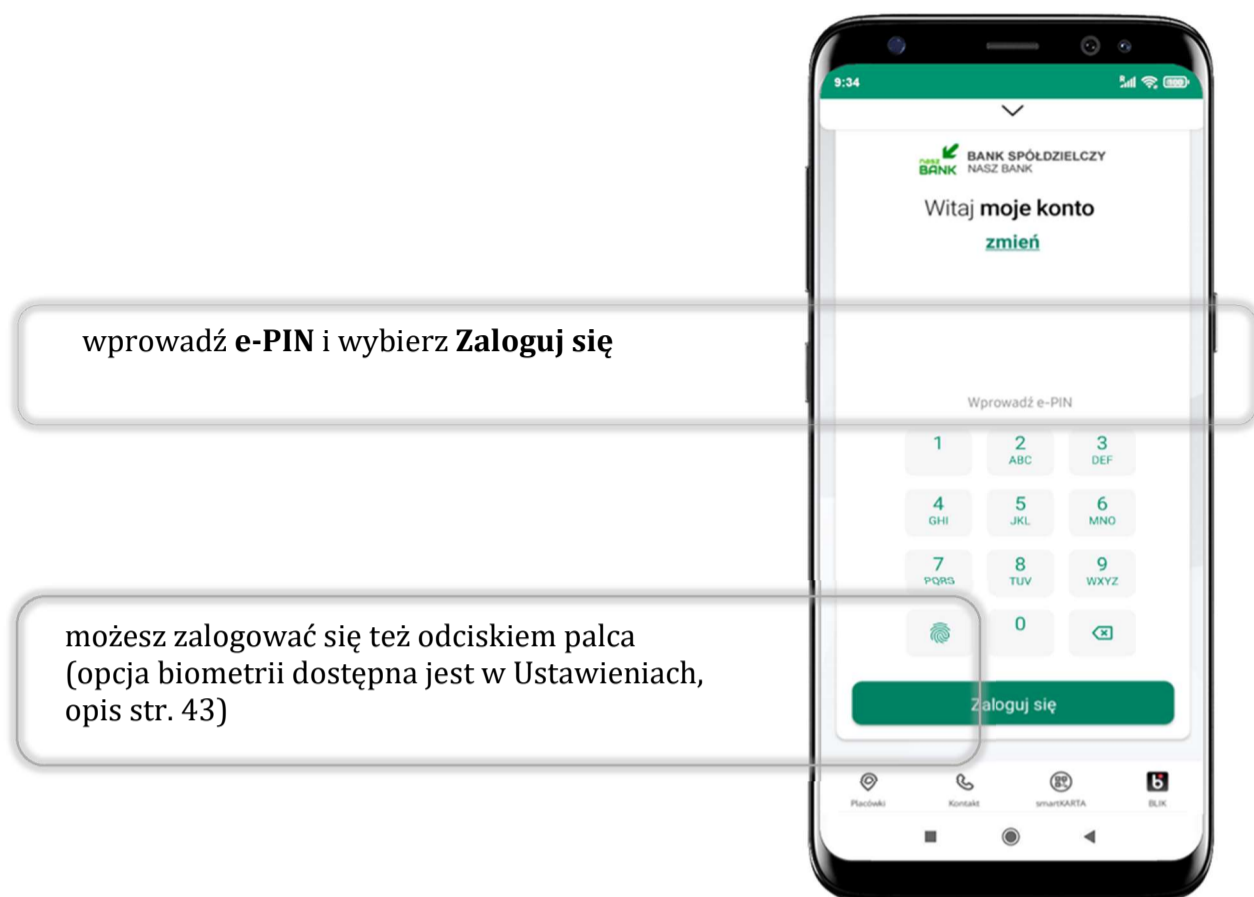 9:34
nasz
BANK
BANK SPÓŁDZIELCZY
NASZ BANK
Witaj moje konto
zmień
wprowadź e-PIN i wybierz Zaloguj się
Wprowadź e-PIN
1 2 3
ABC DEF
4 5 6
GHI JKL MNO
7 8 9
PQRS TUV WXYZ
0
możesz zalogować się też odciskiem palca
(opcja biometrii dostępna jest w Ustawieniach,
opis str. 43)
Zaloguj się
Placówki Kontakt smartKARTA BLIK